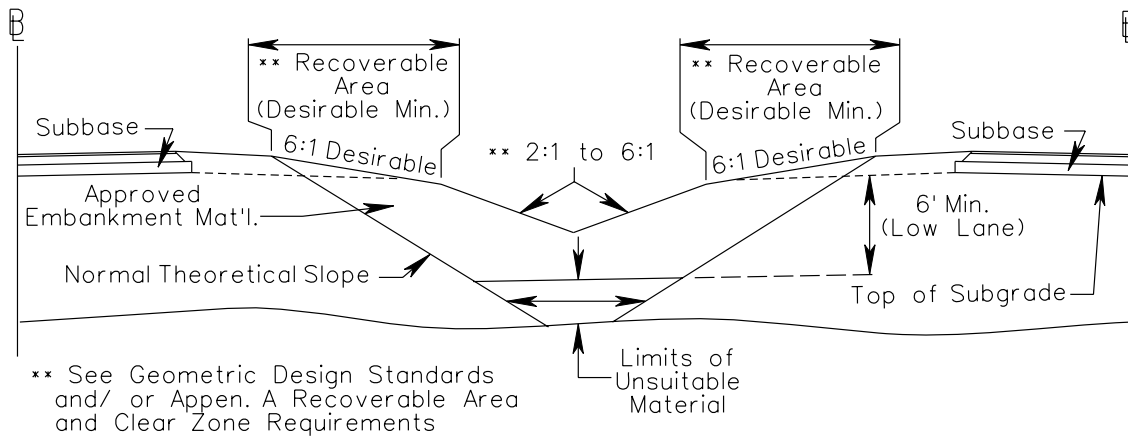 ** Recoverable
Area
(Desirable Min.)
** Recoverable
Area
(Desirable Min.)
Subbase
6:1 Desirable
** 2:1 to 6:1
6:1 Desirable
Subbase
Approved
Embankment Mat'l.
6' Min.
(Low Lane)
Normal Theoretical Slope
Top of Subgrade
Limits of
Unsuitable
Material
** See Geometric Design Standards
and/ or Appen. A Recoverable Area
and Clear Zone Requirements